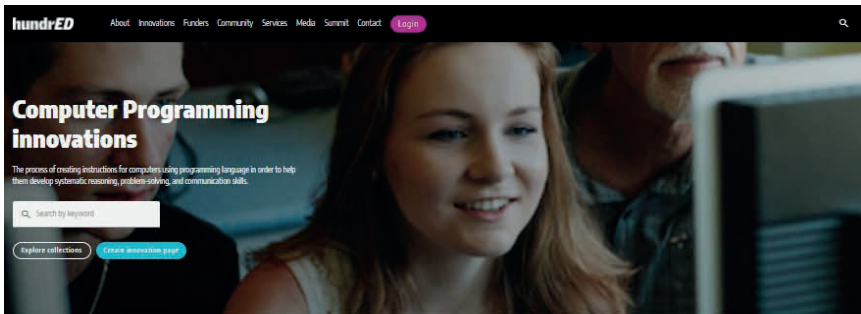 hundrED About Innovations Funders Community Services Media Summit Contact Login
Computer Programming
innovations
The process of creating instructions for computers using programming language in order to help
them develop systematic reasoning, problem-solving, and communication skills.
Search by keyword
Explore collections Create innovation page